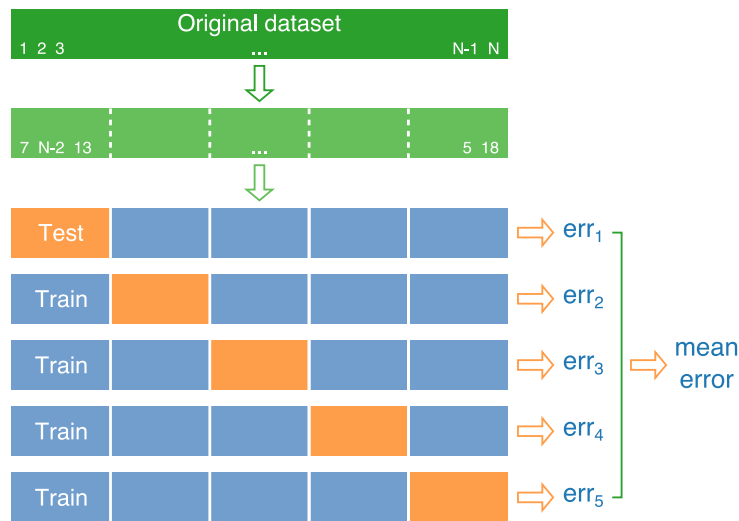 Original dataset
1 2 3 ... N-1 N
7 N-2 13 ... 5 18
Test
err1
Train
err2
Train
err3
mean
error
Train
err4
Train
err5